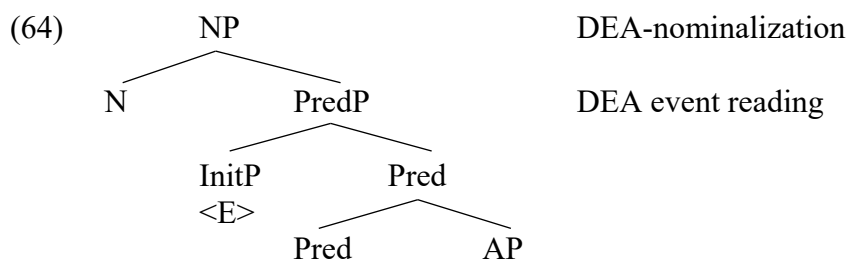 (64) NP DEA-nominalization
N PredP DEA event reading
InitP Pred
<E>
Pred AP